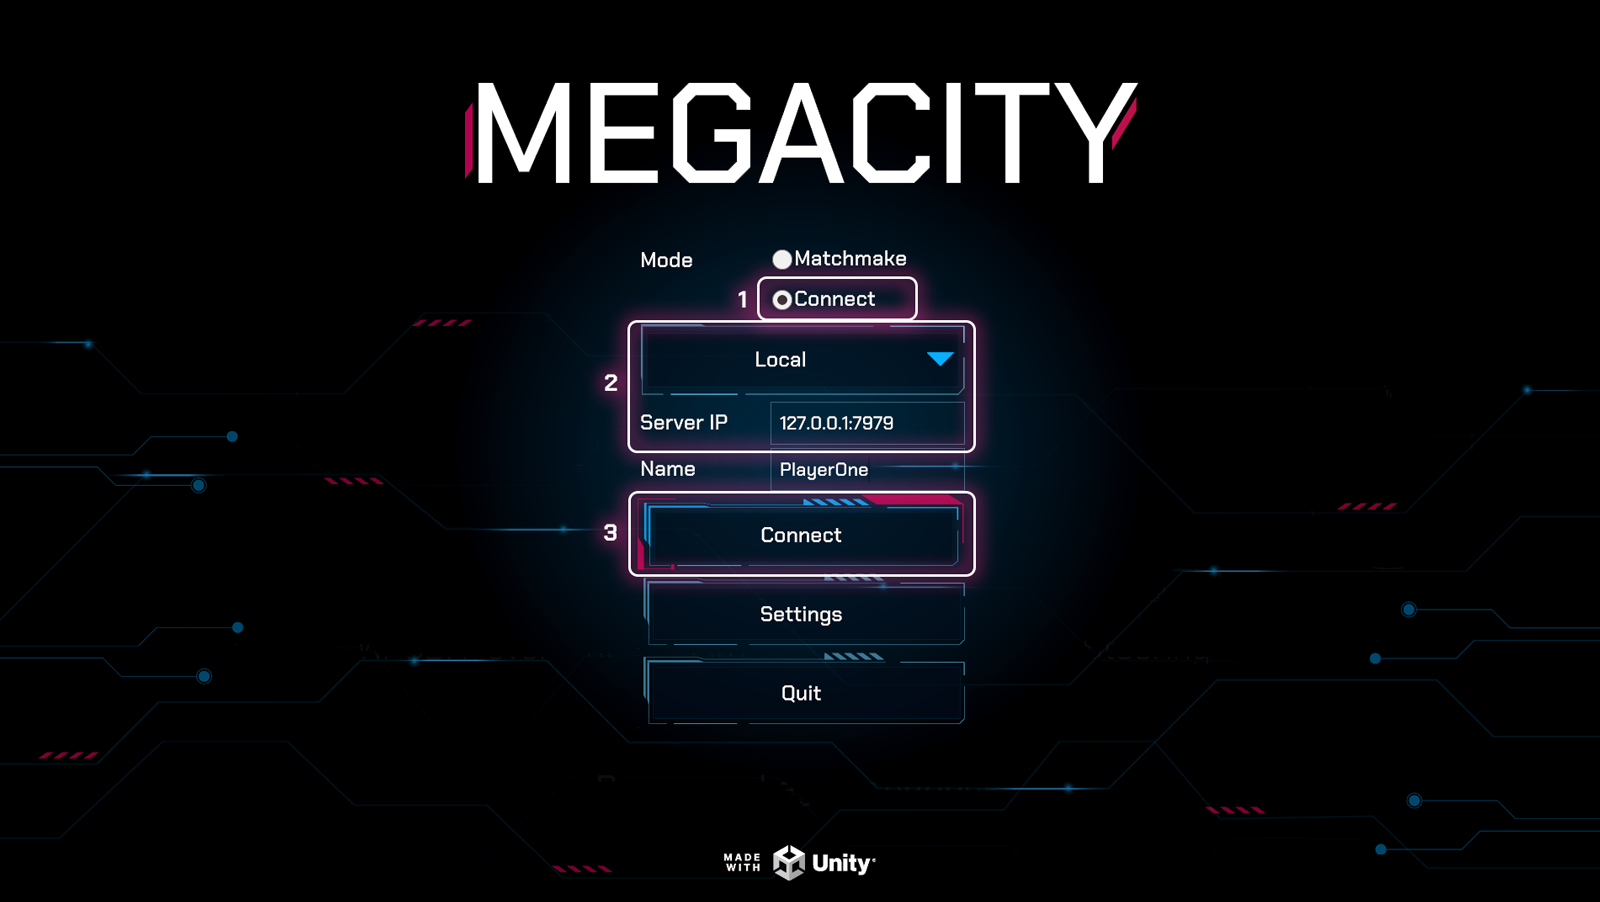 MEGACITY
Mode
Matchmake
1
Connect
2
Local
Server IP
127.0.0.1:7979
Name
PlayerOne
3
Connect
Settings
Quit
MADE
WITH
Unity